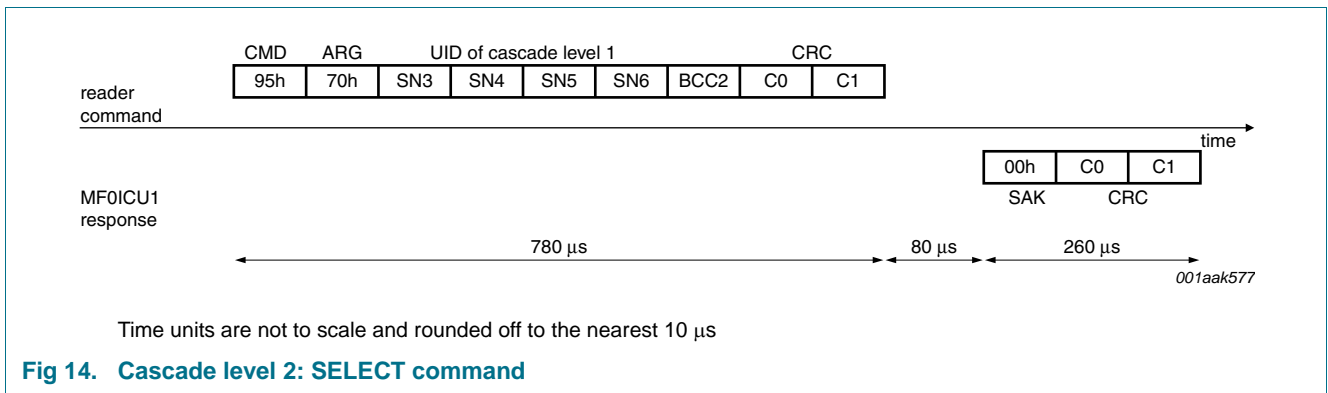 CMD ARG UID of cascade level 1 CRC
95h 70h SN3 SN4 SN5 SN6 BCC2 C0 C1
reader
command
time
00h C0 C1
MF0ICU1
response
SAK CRC
780 μs 80 μs 260 μs
001aak577
Time units are not to scale and rounded off to the nearest 10 μs
Fig 14. Cascade level 2: SELECT command